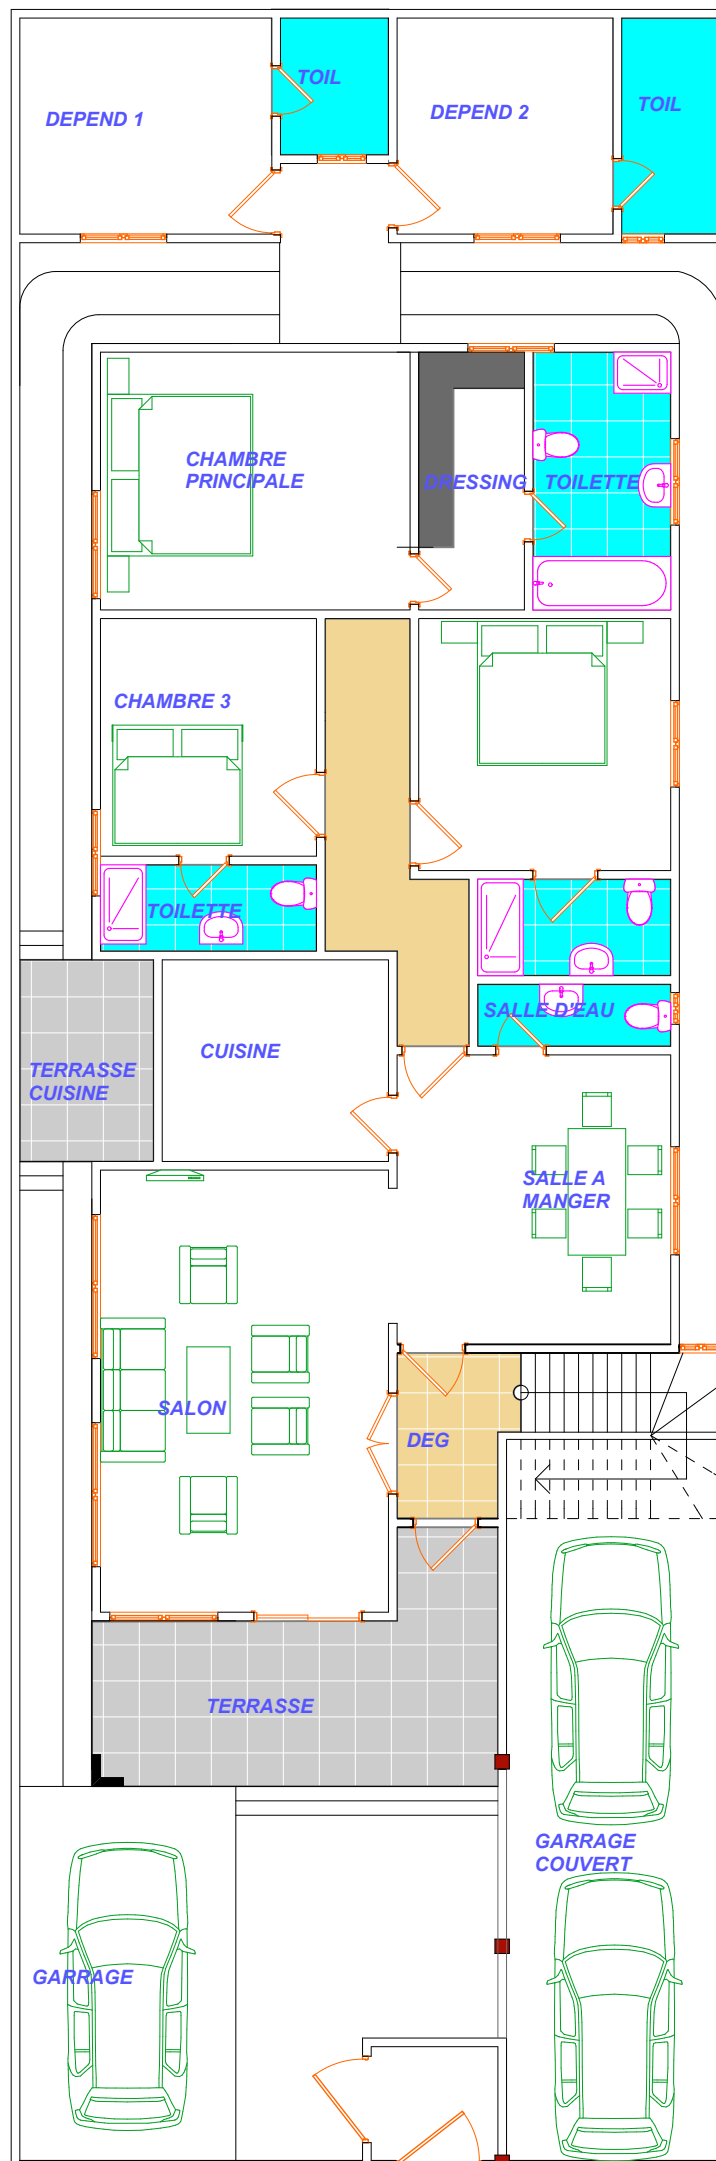 TOIL
TOIL
DEPEND 1
DEPEND 2
CHAMBRE
PRINCIPALE
DRESSING
TOILETTE
CHAMBRE 3
TOILETTE
SALLE D'EAU
CUISINE
TERRASSE
CUISINE
SALLE A
MANGER
SALON
DEG
TERRASSE
GARRAGE
COUVERT
GARRAGE